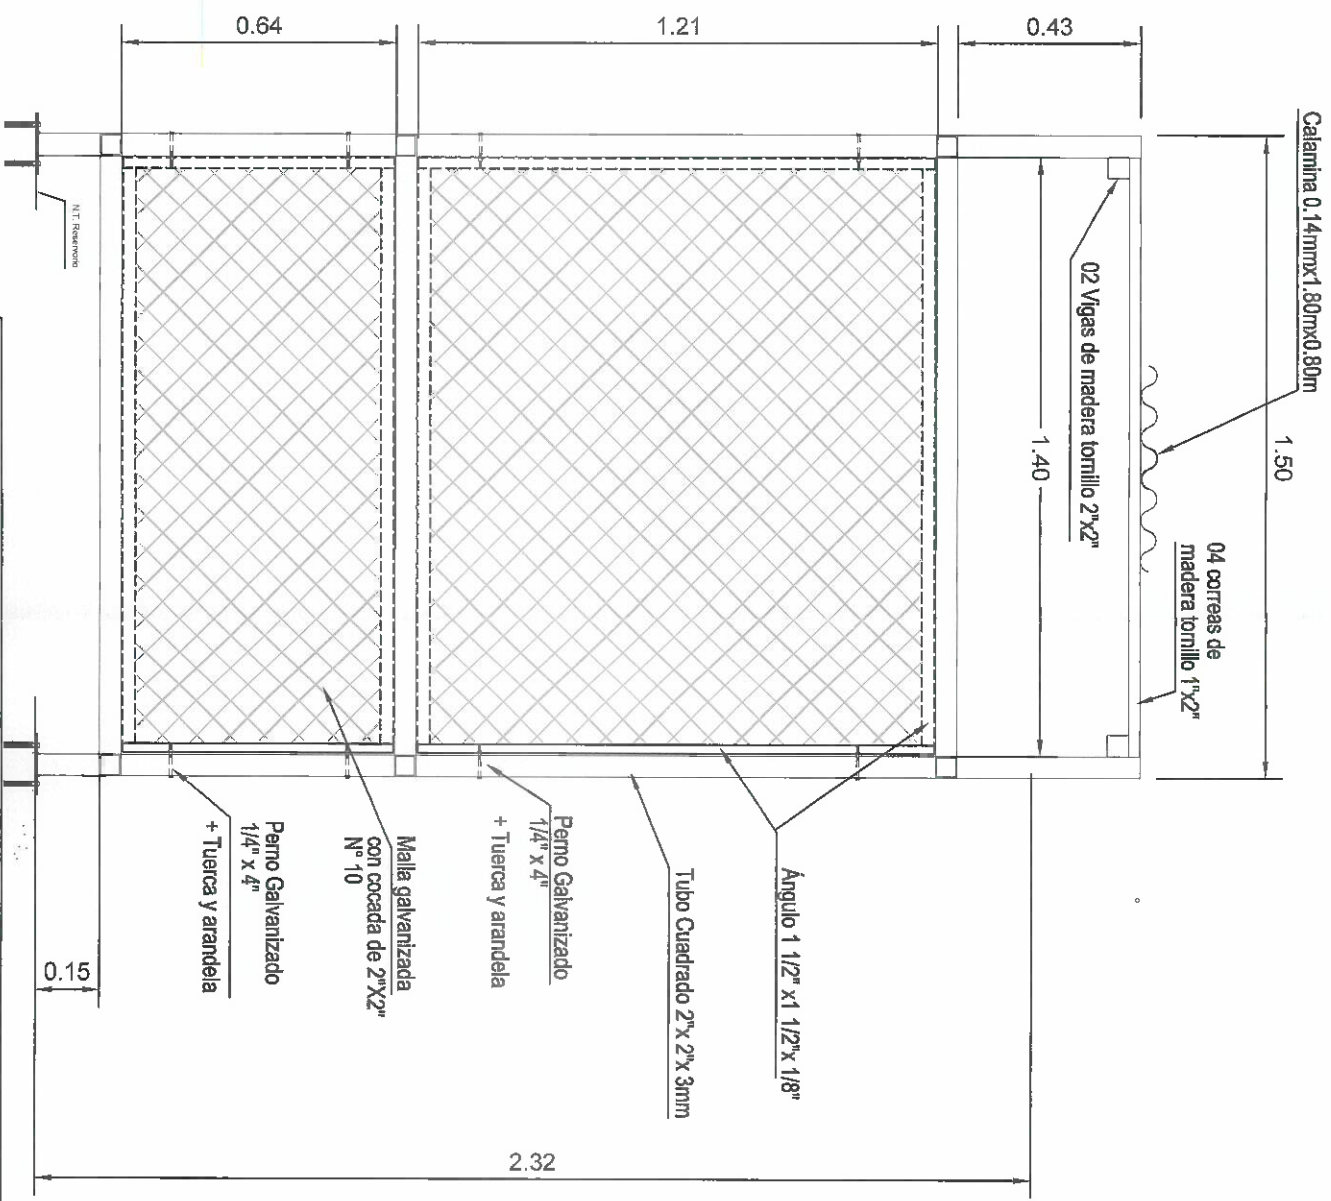 Calamina 0.14mmx1.80mx0.80m
1.50
04 correas de
madera tornillo 1"x2"
02 Vigas de madera tornillo 2"x2"
1.40
0.43
1.21
0.64
Ángulo 1 1/2" x1 1/2"x 1/8"
Tubo Cuadrado 2"x 2"x 3mm
Perno Galvanizado
1/4" x 4"
+ Tuerca y arandela
Malla galvanizada
con cocada de 2"X2"
N° 10
Perno Galvanizado
1/4" x 4"
+ Tuerca y arandela
N.T. Reservorio
0.15
2.32